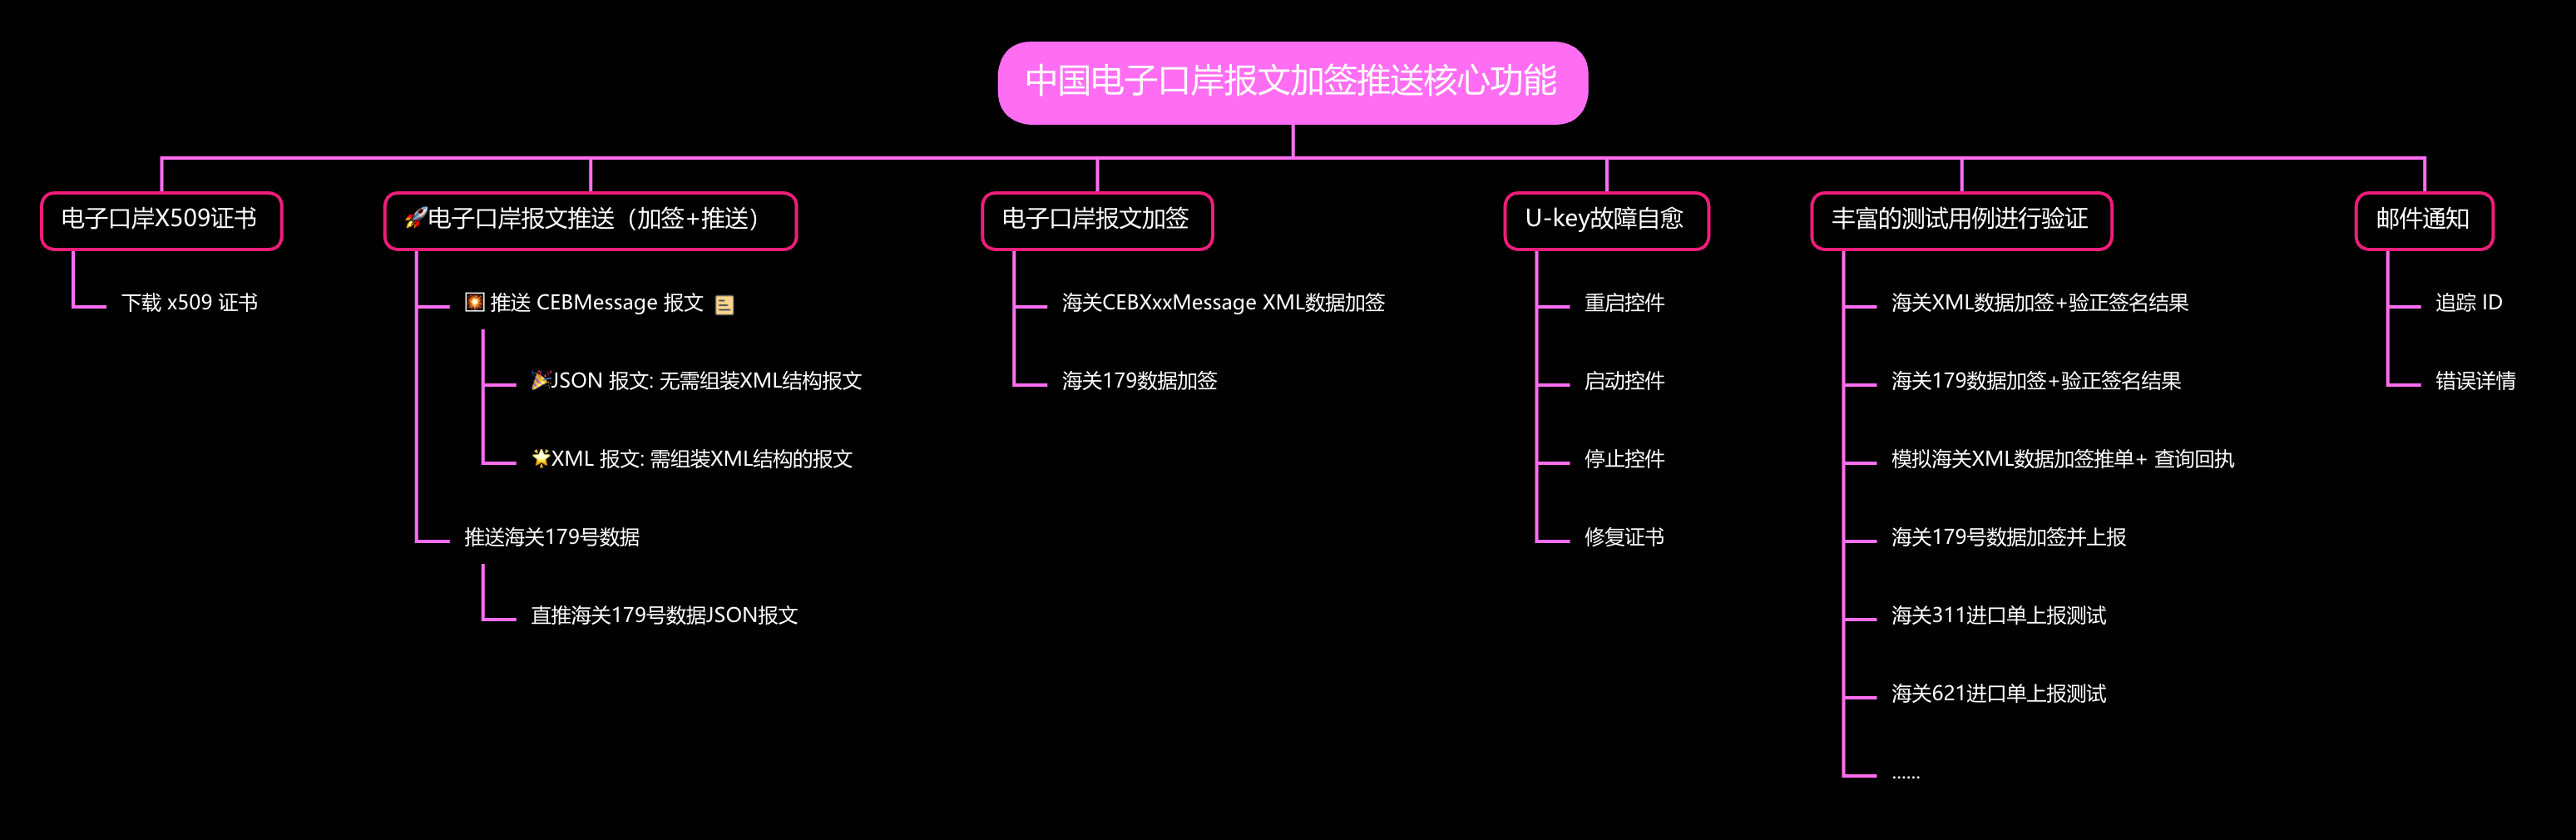 中国电子口岸报文加签推送核心功能
电子口岸X509证书
下载 x509 证书
🚀电子口岸报文推送（加签+推送）
🎇 推送 CEBMessage 报文 📜
🎉JSON 报文: 无需组装XML结构报文
🌟XML 报文: 需组装XML结构的报文
推送海关179号数据
直推海关179号数据JSON报文
电子口岸报文加签
海关CEBXxxMessage XML数据加签
海关179数据加签
U-key故障自愈
重启控件
启动控件
停止控件
修复证书
丰富的测试用例进行验证
海关XML数据加签+验正签名结果
海关179数据加签+验正签名结果
模拟海关XML数据加签推单+ 查询回执
海关179号数据加签并上报
海关311进口单上报测试
海关621进口单上报测试
......
邮件通知
追踪 ID
错误详情